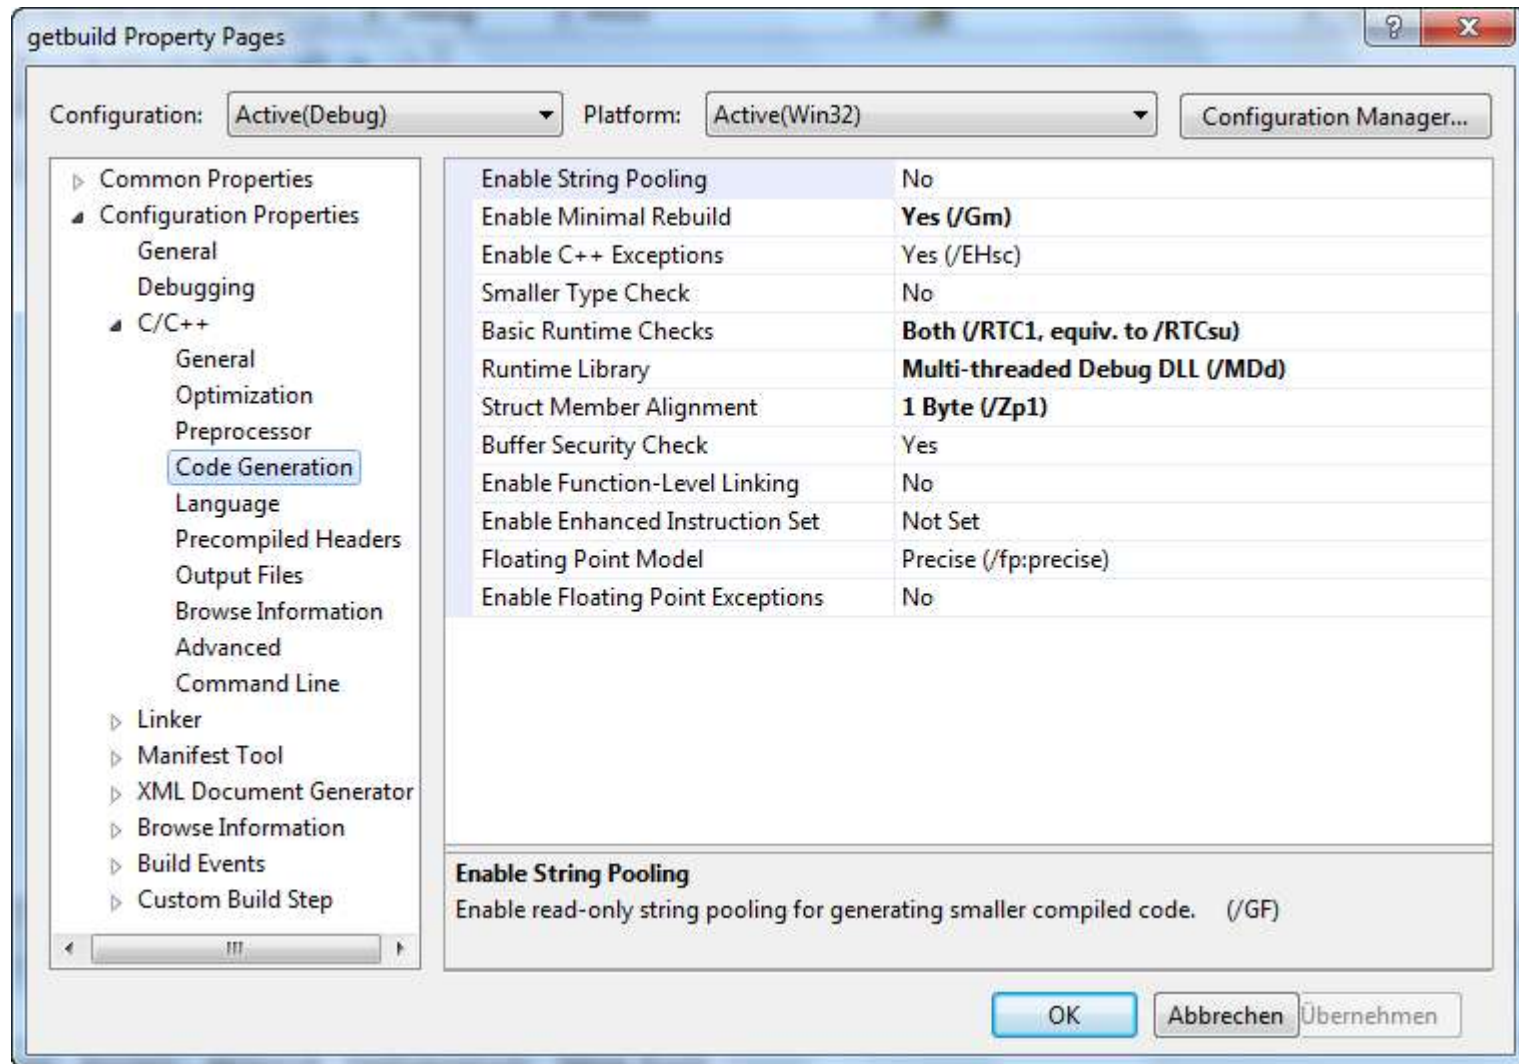 getbuild Property Pages
Configuration: Active(Debug) Platform: Active(Win32) Configuration Manager...
Common Properties
Configuration Properties
General
Debugging
C/C++
General
Optimization
Preprocessor
Code Generation
Language
Precompiled Headers
Output Files
Browse Information
Advanced
Command Line
Linker
Manifest Tool
XML Document Generator
Browse Information
Build Events
Custom Build Step
Enable String Pooling No
Enable Minimal Rebuild Yes (/Gm)
Enable C++ Exceptions Yes (/EHsc)
Smaller Type Check No
Basic Runtime Checks Both (/RTC1, equiv. to /RTCsu)
Runtime Library Multi-threaded Debug DLL (/MDd)
Struct Member Alignment 1 Byte (/Zp1)
Buffer Security Check Yes
Enable Function-Level Linking No
Enable Enhanced Instruction Set Not Set
Floating Point Model Precise (/fp:precise)
Enable Floating Point Exceptions No
Enable String Pooling
Enable read-only string pooling for generating smaller compiled code. (/GF)
OK Abbrechen Übernehmen